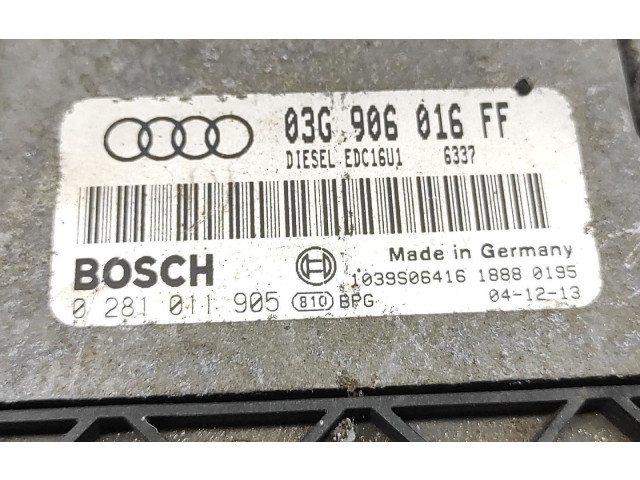 03G 906 016 FF
DIESEL EDC16U1 6337
BOSCH
Made in Germany
1039S06416 1888 0195
0 281 011 905 810 BPG 04-12-13